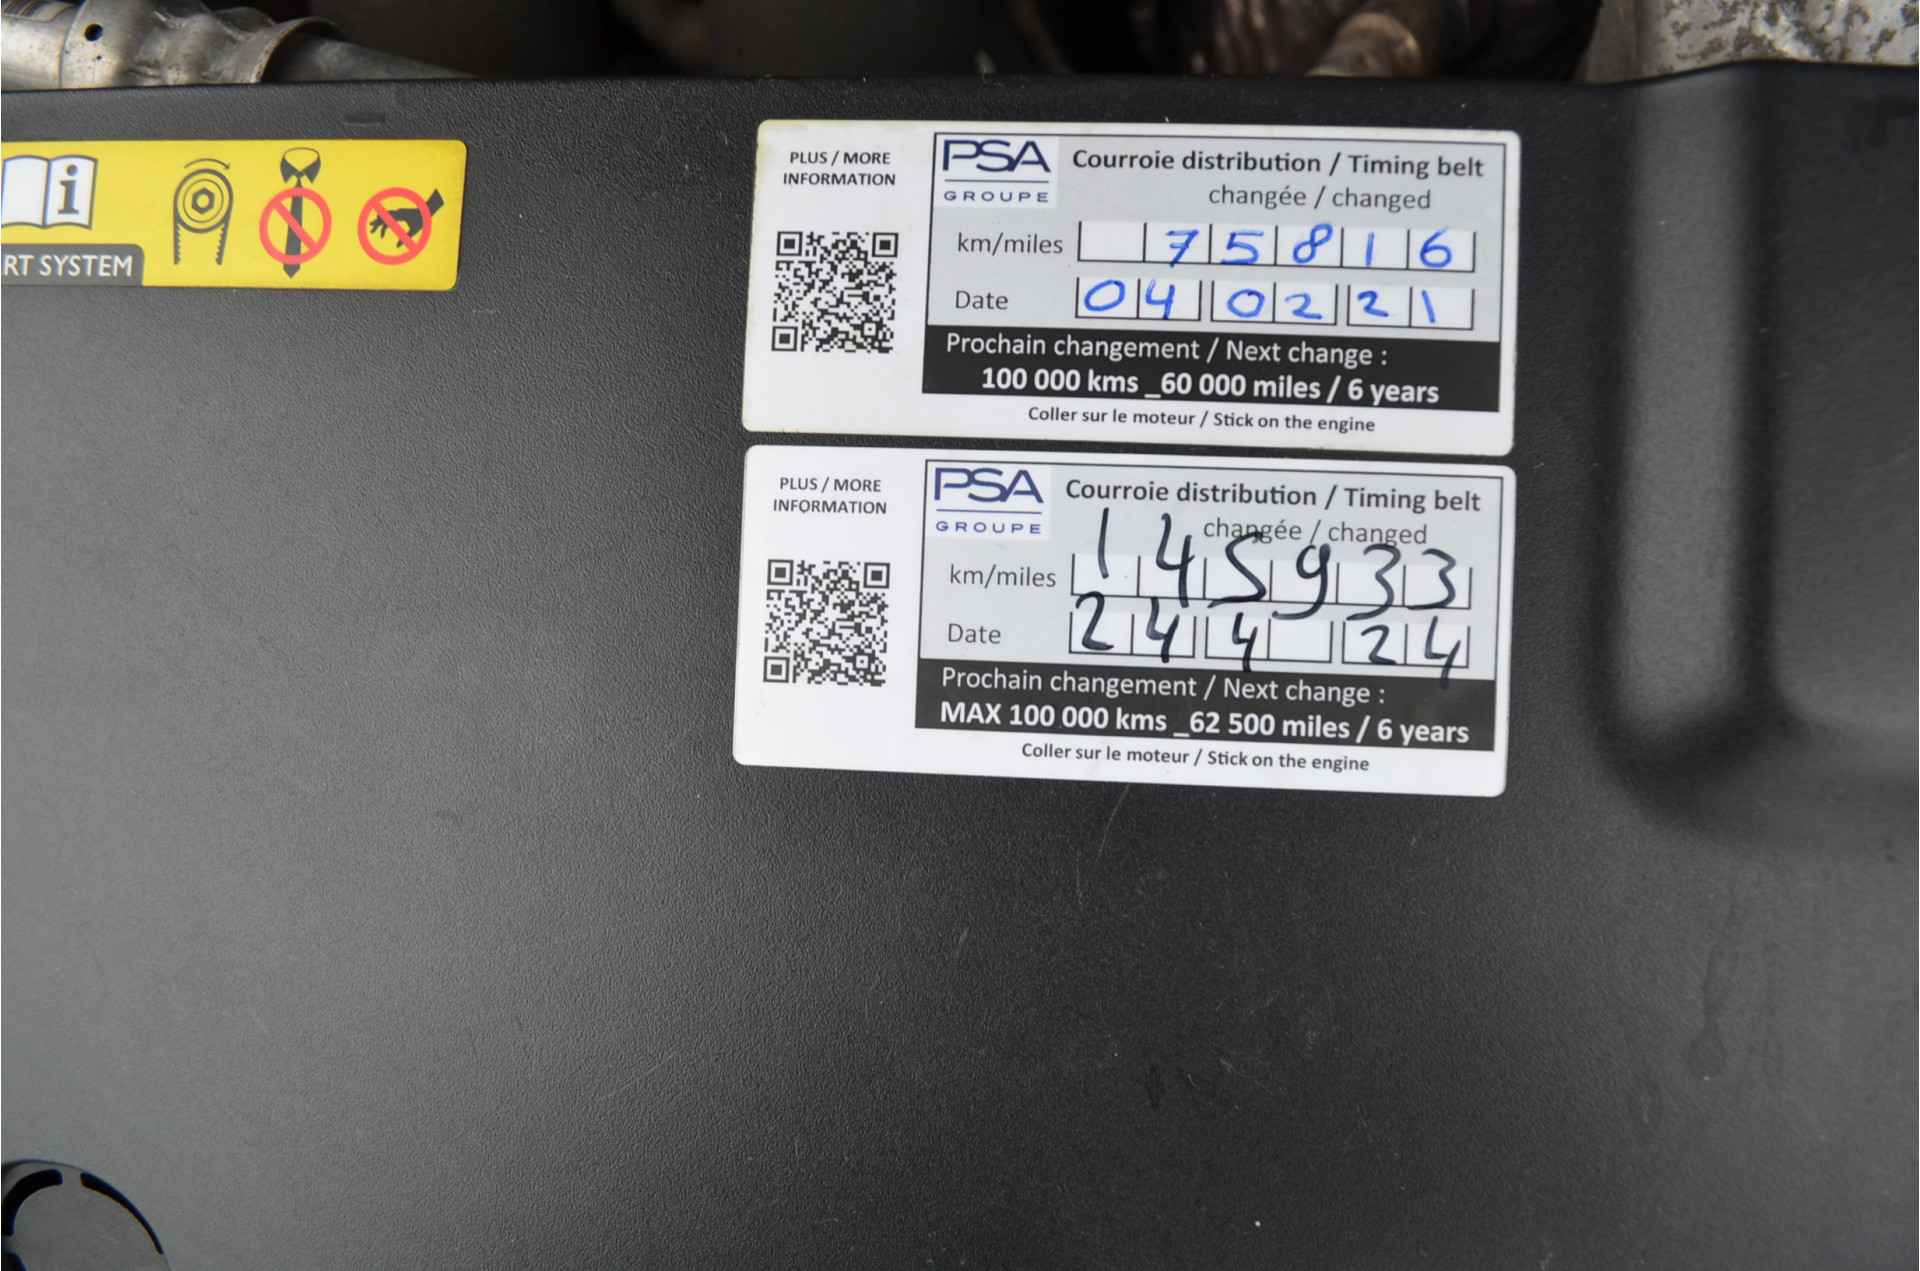 i
RT SYSTEM
PLUS / MORE
INFORMATION
PSA
GROUPE
Courroie distribution / Timing belt
changée / changed
km/miles 75816
Date 04 02 21
Prochain changement / Next change :
100 000 kms _60 000 miles / 6 years
Coller sur le moteur / Stick on the engine
PLUS / MORE
INFORMATION
PSA
GROUPE
Courroie distribution / Timing belt
changée / changed
km/miles 145933
Date 24 4 24
Prochain changement / Next change :
MAX 100 000 kms _62 500 miles / 6 years
Coller sur le moteur / Stick on the engine